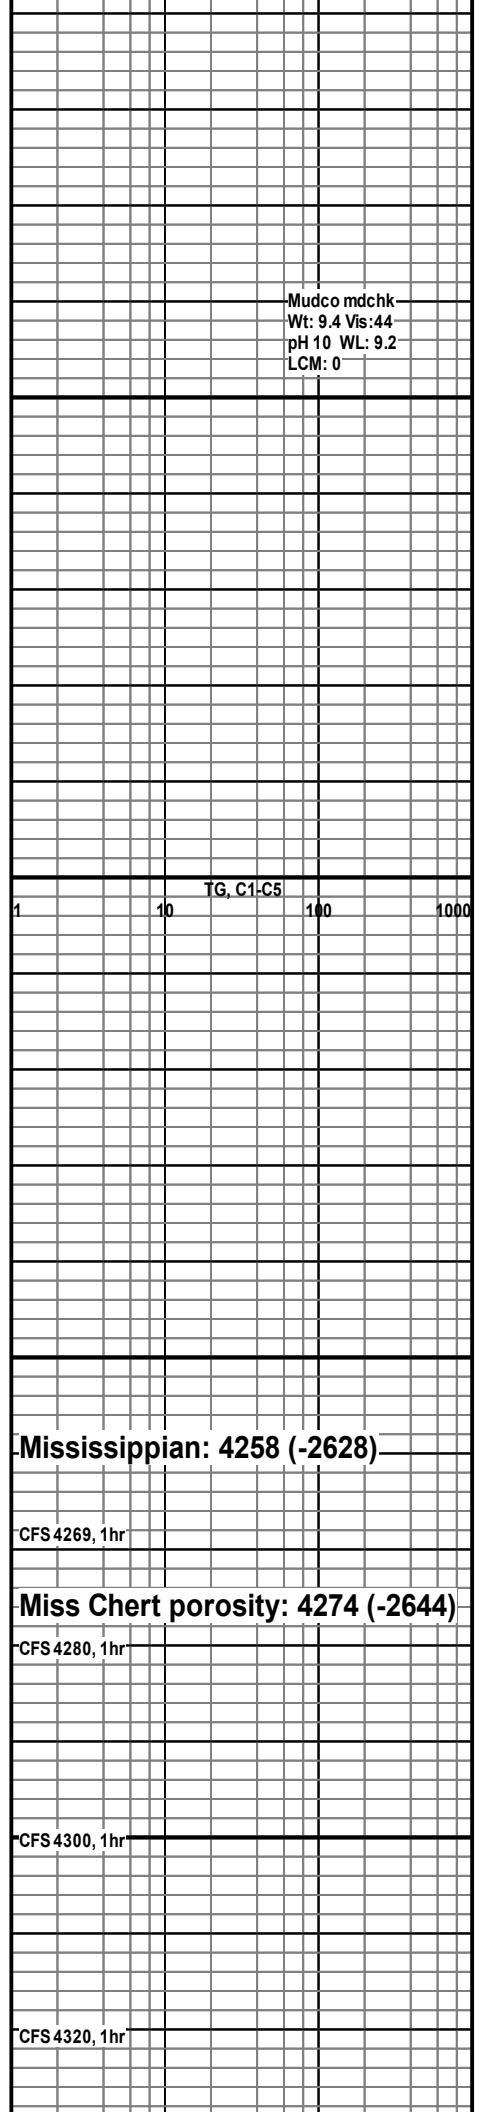 Mudco mdchk
Wt: 9.4 Vis:44
pH 10 WL: 9.2
LCM: 0
TG, C1-C5
1 10 100 1000
Mississippian: 4258 (-2628)
CFS 4269, 1hr
Miss Chert porosity: 4274 (-2644)
CFS 4280, 1hr
CFS 4300, 1hr
CFS 4320, 1hr